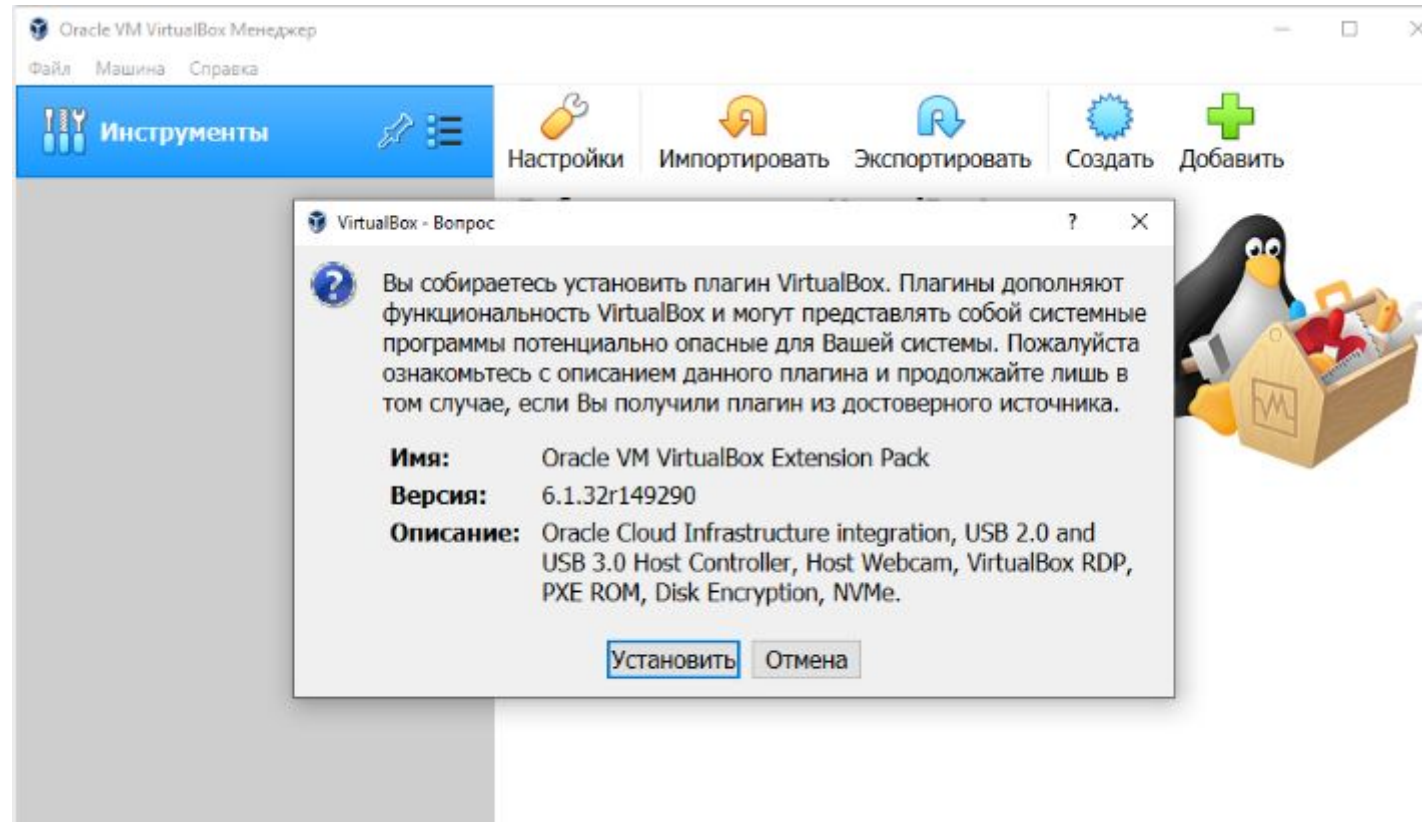 Oracle VM VirtualBox Менеджер
Файл Машина Справка
Инструменты
Настройки Импортировать Экспортировать Создать Добавить
VirtualBox - Вопрос
Вы собираетесь установить плагин VirtualBox. Плагины дополняют
функциональность VirtualBox и могут представлять собой системные
программы потенциально опасные для Вашей системы. Пожалуйста
ознакомьтесь с описанием данного плагина и продолжайте лишь в
том случае, если Вы получили плагин из достоверного источника.
Имя: Oracle VM VirtualBox Extension Pack
Версия: 6.1.32r149290
Описание: Oracle Cloud Infrastructure integration, USB 2.0 and
USB 3.0 Host Controller, Host Webcam, VirtualBox RDP,
PXE ROM, Disk Encryption, NVMe.
Установить Отмена